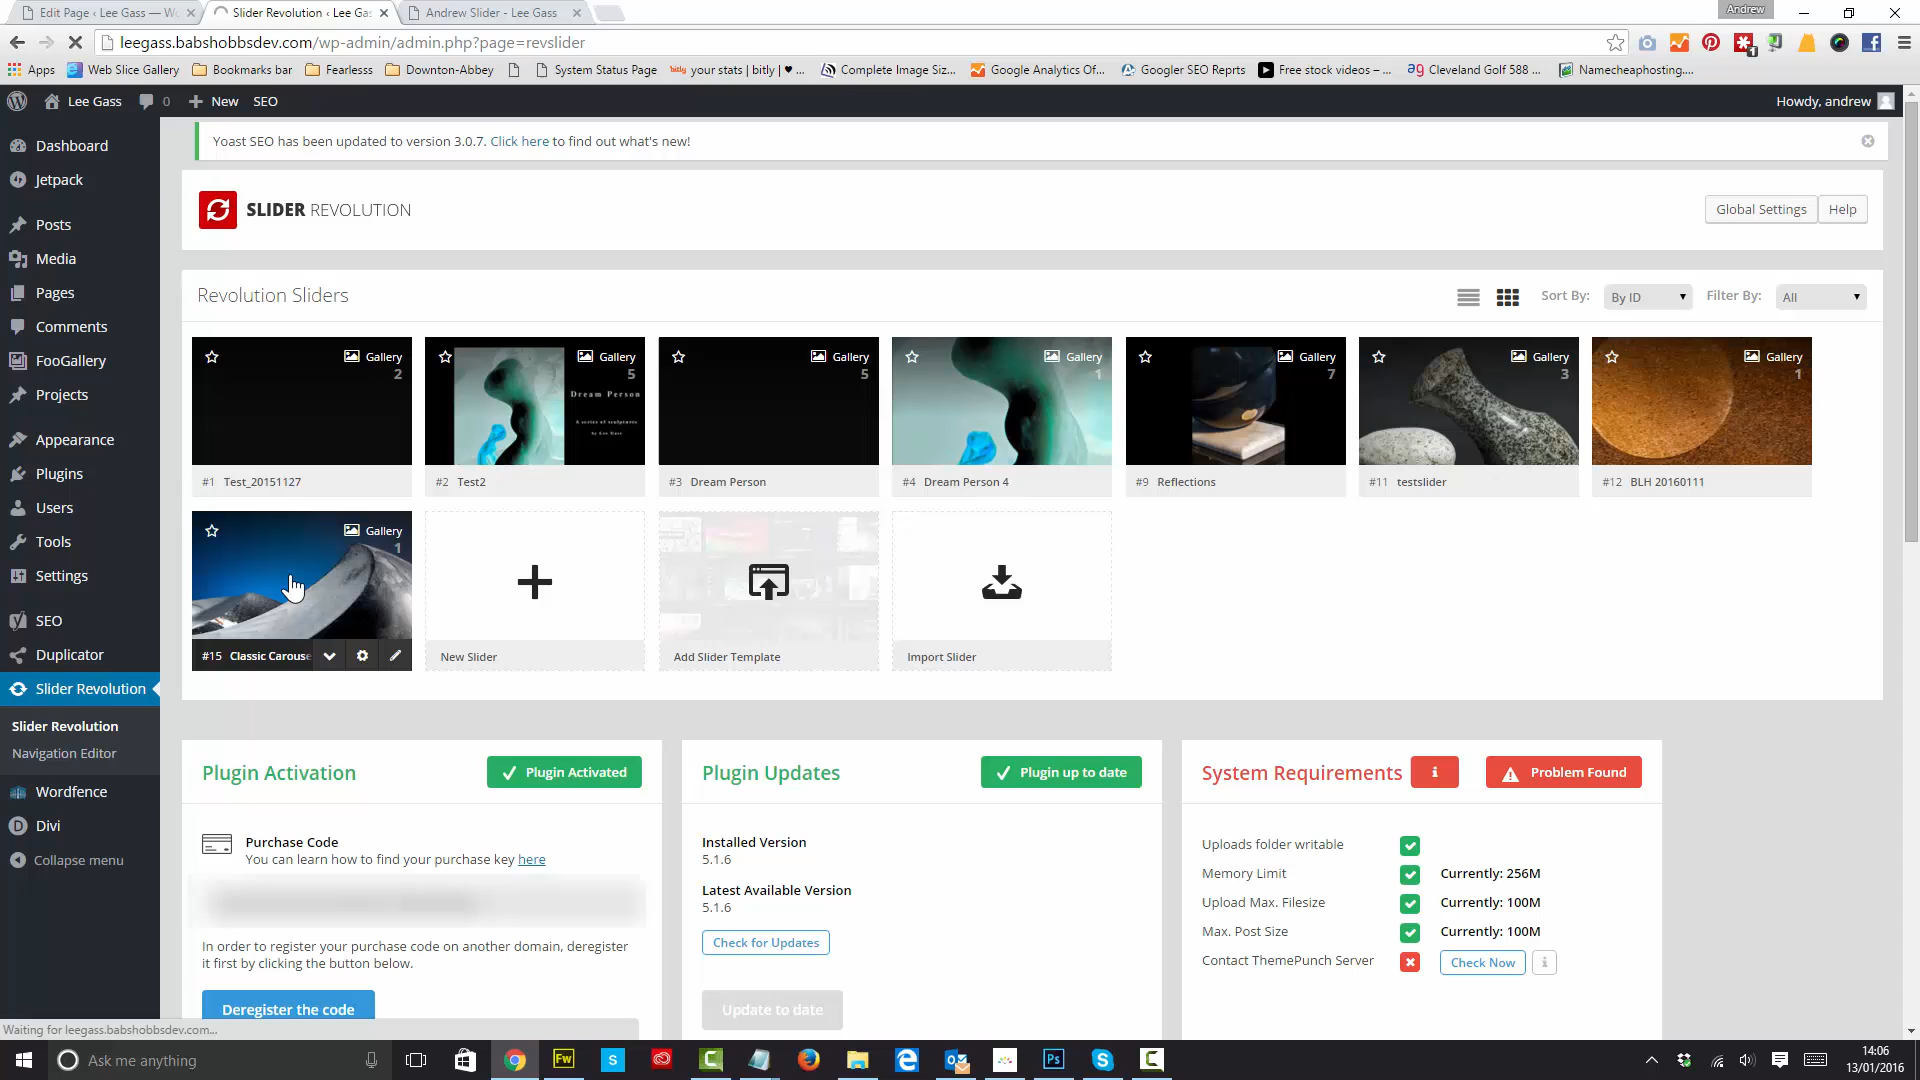 Edit Page ‹ Lee Gass — Wo
Slider Revolution ‹ Lee Gas
Andrew Slider - Lee Gass
Andrew
leegass.babshobbsdev.com/wp-admin/admin.php?page=revslider
Apps
Web Slice Gallery
Bookmarks bar
Fearlesss
Downton-Abbey
System Status Page
bitly your stats | bitly | ♥ ...
Complete Image Siz...
Google Analytics Of...
Googler SEO Reprts
Free stock videos – ...
Cleveland Golf 588 ...
Namecheaphosting....
Lee Gass
0
New
SEO
Howdy, andrew
Dashboard
Jetpack
Posts
Media
Pages
Comments
FooGallery
Projects
Appearance
Plugins
Users
Tools
Settings
SEO
Duplicator
Slider Revolution
Slider Revolution
Navigation Editor
Wordfence
Divi
Collapse menu
Yoast SEO has been updated to version 3.0.7. Click here to find out what's new!
SLIDER REVOLUTION
Global Settings
Help
Revolution Sliders
Sort By:
By ID
Filter By:
All
Gallery
2
#1 Test_20151127
Gallery
5
Dream Person
A series of sculptures
by Lee Gass
#2 Test2
Gallery
5
#3 Dream Person
Gallery
1
#4 Dream Person 4
Gallery
7
#9 Reflections
Gallery
3
#11 testslider
Gallery
1
#12 BLH 20160111
Gallery
1
#15 Classic Carouse
New Slider
Add Slider Template
Import Slider
Plugin Activation
Plugin Activated
Purchase Code
You can learn how to find your purchase key here
In order to register your purchase code on another domain, deregister
it first by clicking the button below.
Deregister the code
Plugin Updates
Plugin up to date
Installed Version
5.1.6
Latest Available Version
5.1.6
Check for Updates
Update to date
System Requirements
Problem Found
Uploads folder writable
Memory Limit
Currently: 256M
Upload Max. Filesize
Currently: 100M
Max. Post Size
Currently: 100M
Contact ThemePunch Server
Check Now
Waiting for leegass.babshobbsdev.com...
Ask me anything
14:06
13/01/2016